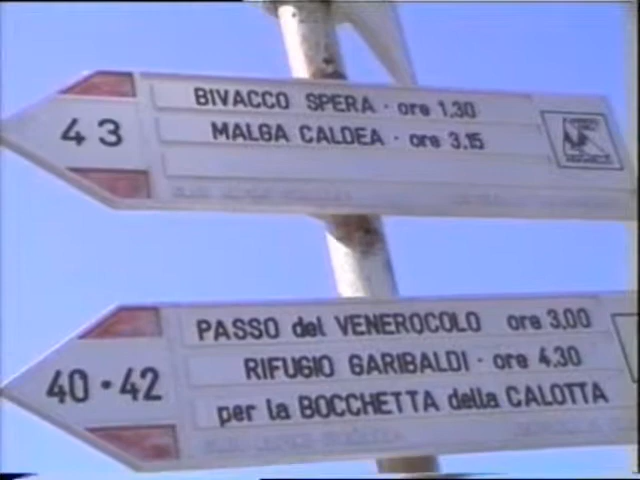 43
BIVACCO SPERA · ore 1.30
MALGA CALDEA · ore 3.15
40·42
PASSO del VENEROCOLO ore 3,00
RIFUGIO GARIBALDI · ore 4.30
per la BOCCHETTA della CALOTTA